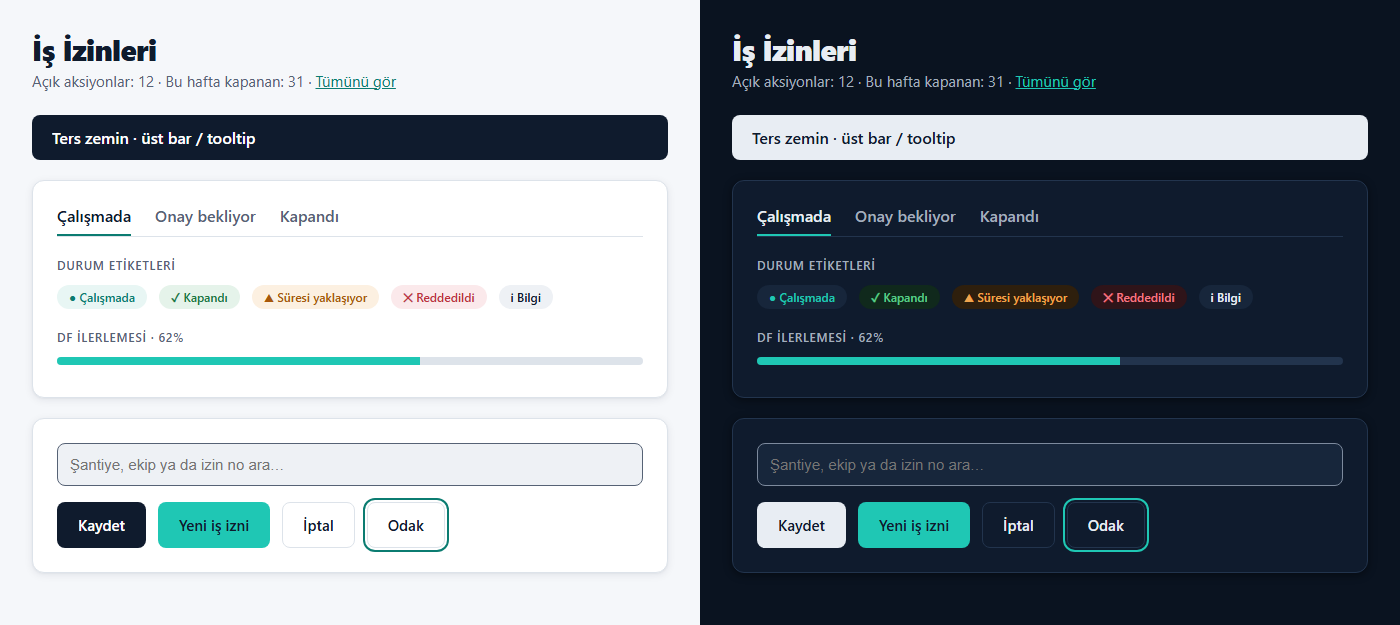 İş İzinleri
Açık aksiyonlar: 12 · Bu hafta kapanan: 31 · Tümünü gör
Ters zemin · üst bar / tooltip
Çalışmada Onay bekliyor Kapandı
DURUM ETİKETLERİ
● Çalışmada ✓ Kapandı ▲ Süresi yaklaşıyor ✕ Reddedildi i Bilgi
DF İLERLEMESİ · 62%
Şantiye, ekip ya da izin no ara…
Kaydet Yeni iş izni İptal Odak
İş İzinleri
Açık aksiyonlar: 12 · Bu hafta kapanan: 31 · Tümünü gör
Ters zemin · üst bar / tooltip
Çalışmada Onay bekliyor Kapandı
DURUM ETİKETLERİ
● Çalışmada ✓ Kapandı ▲ Süresi yaklaşıyor ✕ Reddedildi i Bilgi
DF İLERLEMESİ · 62%
Şantiye, ekip ya da izin no ara…
Kaydet Yeni iş izni İptal Odak